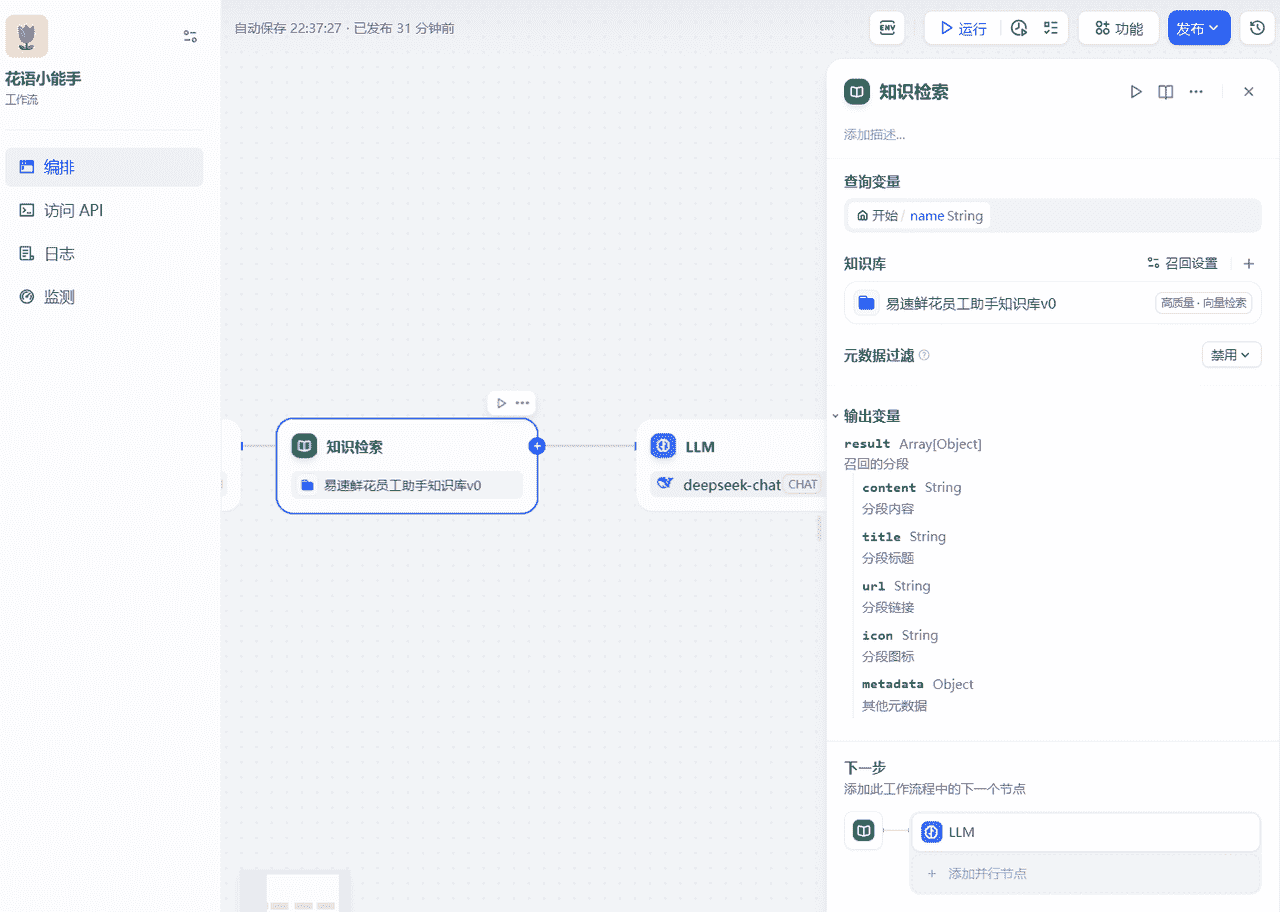 花语小能手
工作流
编排
访问 API
日志
监测
自动保存 22:37:27 · 已发布 31 分钟前
ENV
运行
功能
发布
知识检索
易速鲜花员工助手知识库v0
LLM
deepseek-chat CHAT
知识检索
添加描述...
查询变量
开始 / name String
知识库 召回设置
易速鲜花员工助手知识库v0 高质量 · 向量检索
元数据过滤 禁用
输出变量
result Array[Object]
召回的分段
content String
分段内容
title String
分段标题
url String
分段链接
icon String
分段图标
metadata Object
其他元数据
下一步
添加此工作流程中的下一个节点
LLM
+ 添加并行节点